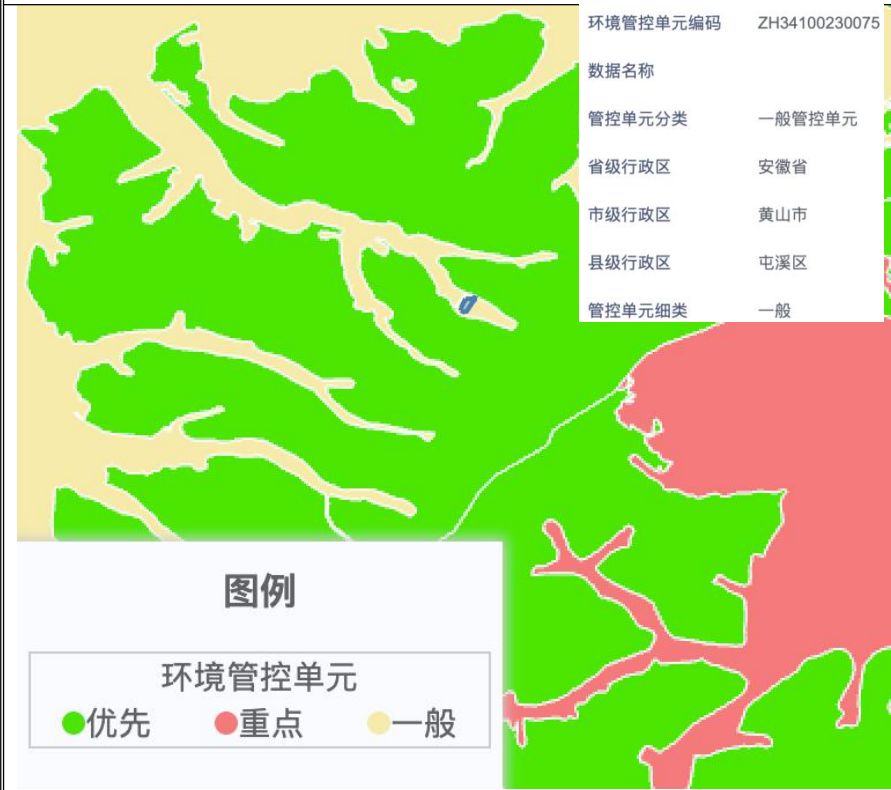 环境管控单元编码 ZH34100230075
数据名称
管控单元分类 一般管控单元
省级行政区 安徽省
市级行政区 黄山市
县级行政区 屯溪区
管控单元细类 一般
图例
环境管控单元
优先 重点 一般